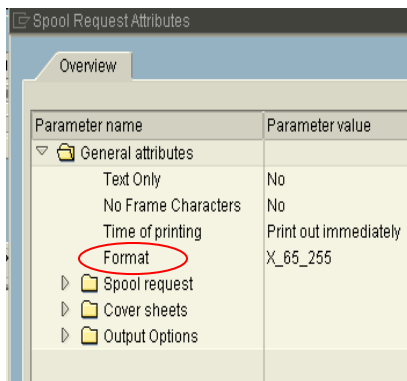 Spool Request Attributes
Overview
Parameter name Parameter value
General attributes
Text Only No
No Frame Characters No
Time of printing Print out immediately
Format X_65_255
Spool request
Cover sheets
Output Options